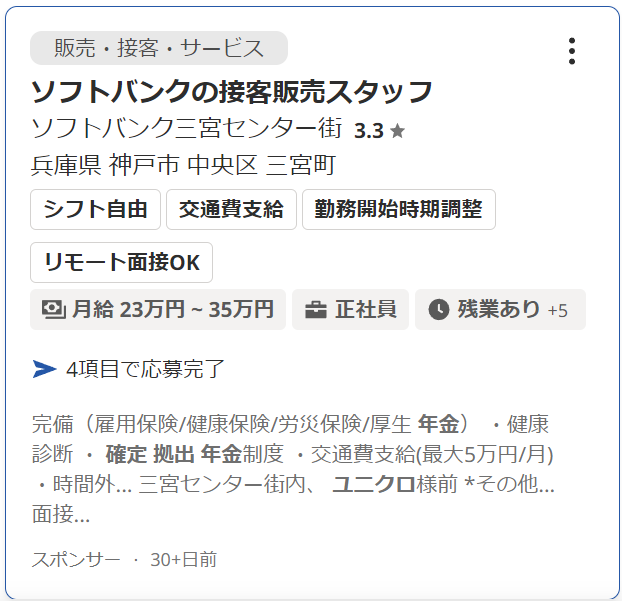 販売・接客・サービス
ソフトバンクの接客販売スタッフ
ソフトバンク三宮センター街 3.3 ★
兵庫県 神戸市 中央区 三宮町
シフト自由 交通費支給 勤務開始時期調整
リモート面接OK
月給 23万円 ~ 35万円 正社員 残業あり +5
4項目で応募完了
完備（雇用保険/健康保険/労災保険/厚生 年金） ・健康
診断 ・ 確定 拠出 年金制度 ・交通費支給(最大5万円/月)
・時間外... 三宮センター街内、 ユニクロ様前 *その他...
面接...
スポンサー · 30+日前